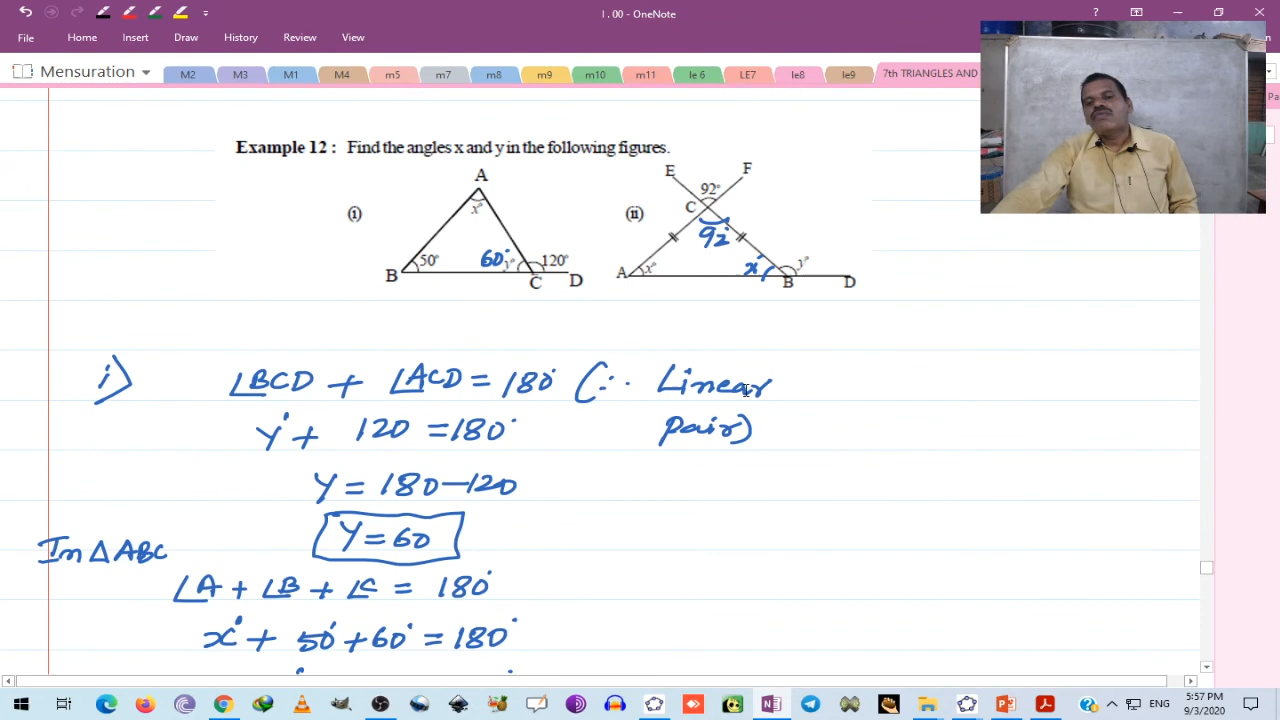 1.00 - OneNote
File Home Insert Draw History Review View
Mensuration M2 M3 M1 M4 m5 m7 m8 m9 m10 m11 le 6 LE7 le8 le9 7th TRIANGLES AND
Pa
Example 12 : Find the angles x and y in the following figures.
(i) A x° B 50° 60° y° 120° C D
(ii) E F 92° C 92° A x° x° y° B D
i) ∠BCD + ∠ACD = 180° (∵ Linear
pair)
y° + 120 = 180°
y = 180 - 120
Y = 60
In △ ABC
∠A + ∠B + ∠C = 180°
x° + 50° + 60° = 180°
ENG
5:57 PM
9/3/2020